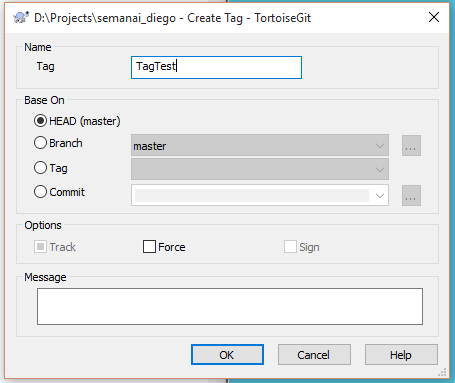 D:\Projects\semanai_diego - Create Tag - TortoiseGit
Name
Tag TagTest
Base On
HEAD (master)
Branch master ...
Tag
Commit ...
Options
Track Force Sign
Message
OK Cancel Help